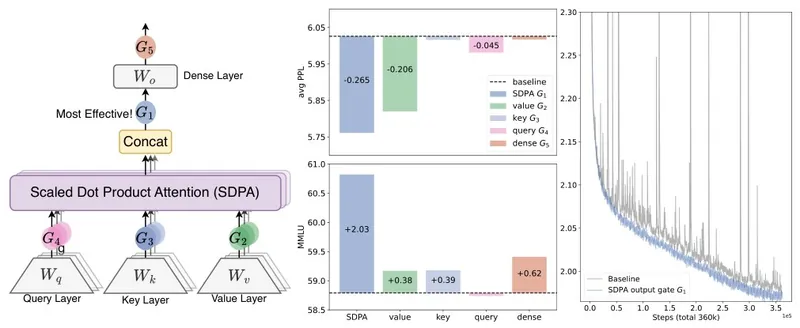 G5
Wo
Dense Layer
Most Effective!
G1
Concat
Scaled Dot Product Attention (SDPA)
G4
g
G3
G2
Wq
Wk
Wv
Query Layer
Key Layer
Value Layer
avg PPL
6.05
5.95
5.85
5.75
-0.265
-0.206
-0.045
baseline
SDPA G1
value G2
key G3
query G4
dense G5
MMLU
61.0
60.5
60.0
59.5
59.0
58.5
+2.03
+0.38
+0.39
+0.62
SDPA
value
key
query
dense
2.30
2.25
2.20
2.15
2.10
2.05
2.00
Baseline
SDPA output gate G1
0.0
0.5
1.0
1.5
2.0
2.5
3.0
3.5
1e5
Steps (total 360k)